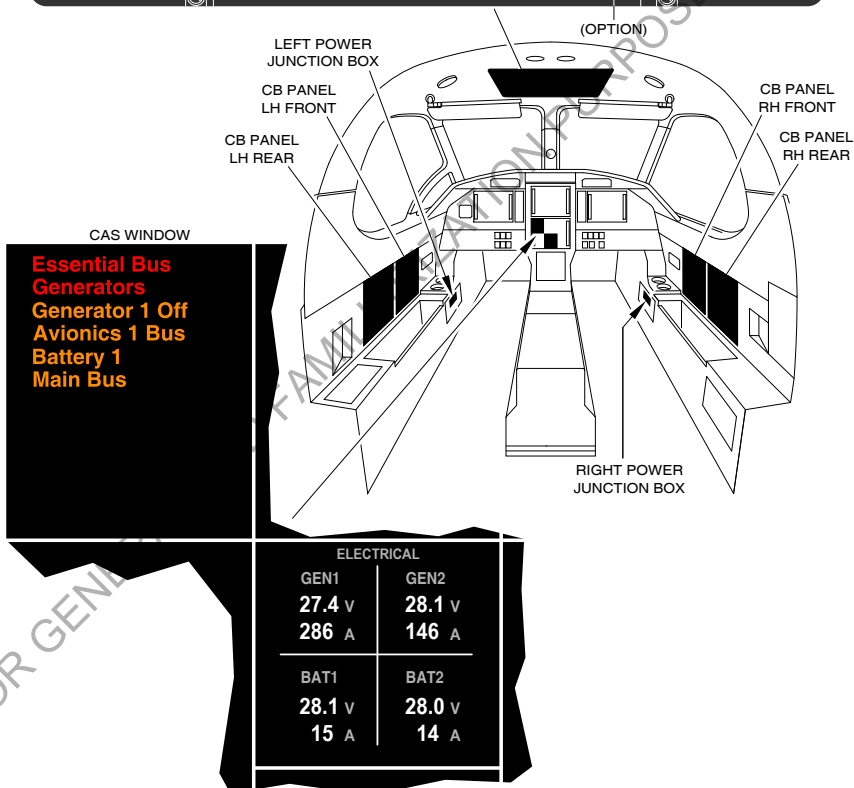 (OPTION)
LEFT POWER
JUNCTION BOX
CB PANEL
LH FRONT
CB PANEL
LH REAR
CB PANEL
RH FRONT
CB PANEL
RH REAR
CAS WINDOW
Essential Bus
Generators
Generator 1 Off
Avionics 1 Bus
Battery 1
Main Bus
RIGHT POWER
JUNCTION BOX
ELECTRICAL
GEN1 GEN2
27.4 V 28.1 V
286 A 146 A
BAT1 BAT2
28.1 V 28.0 V
15 A 14 A